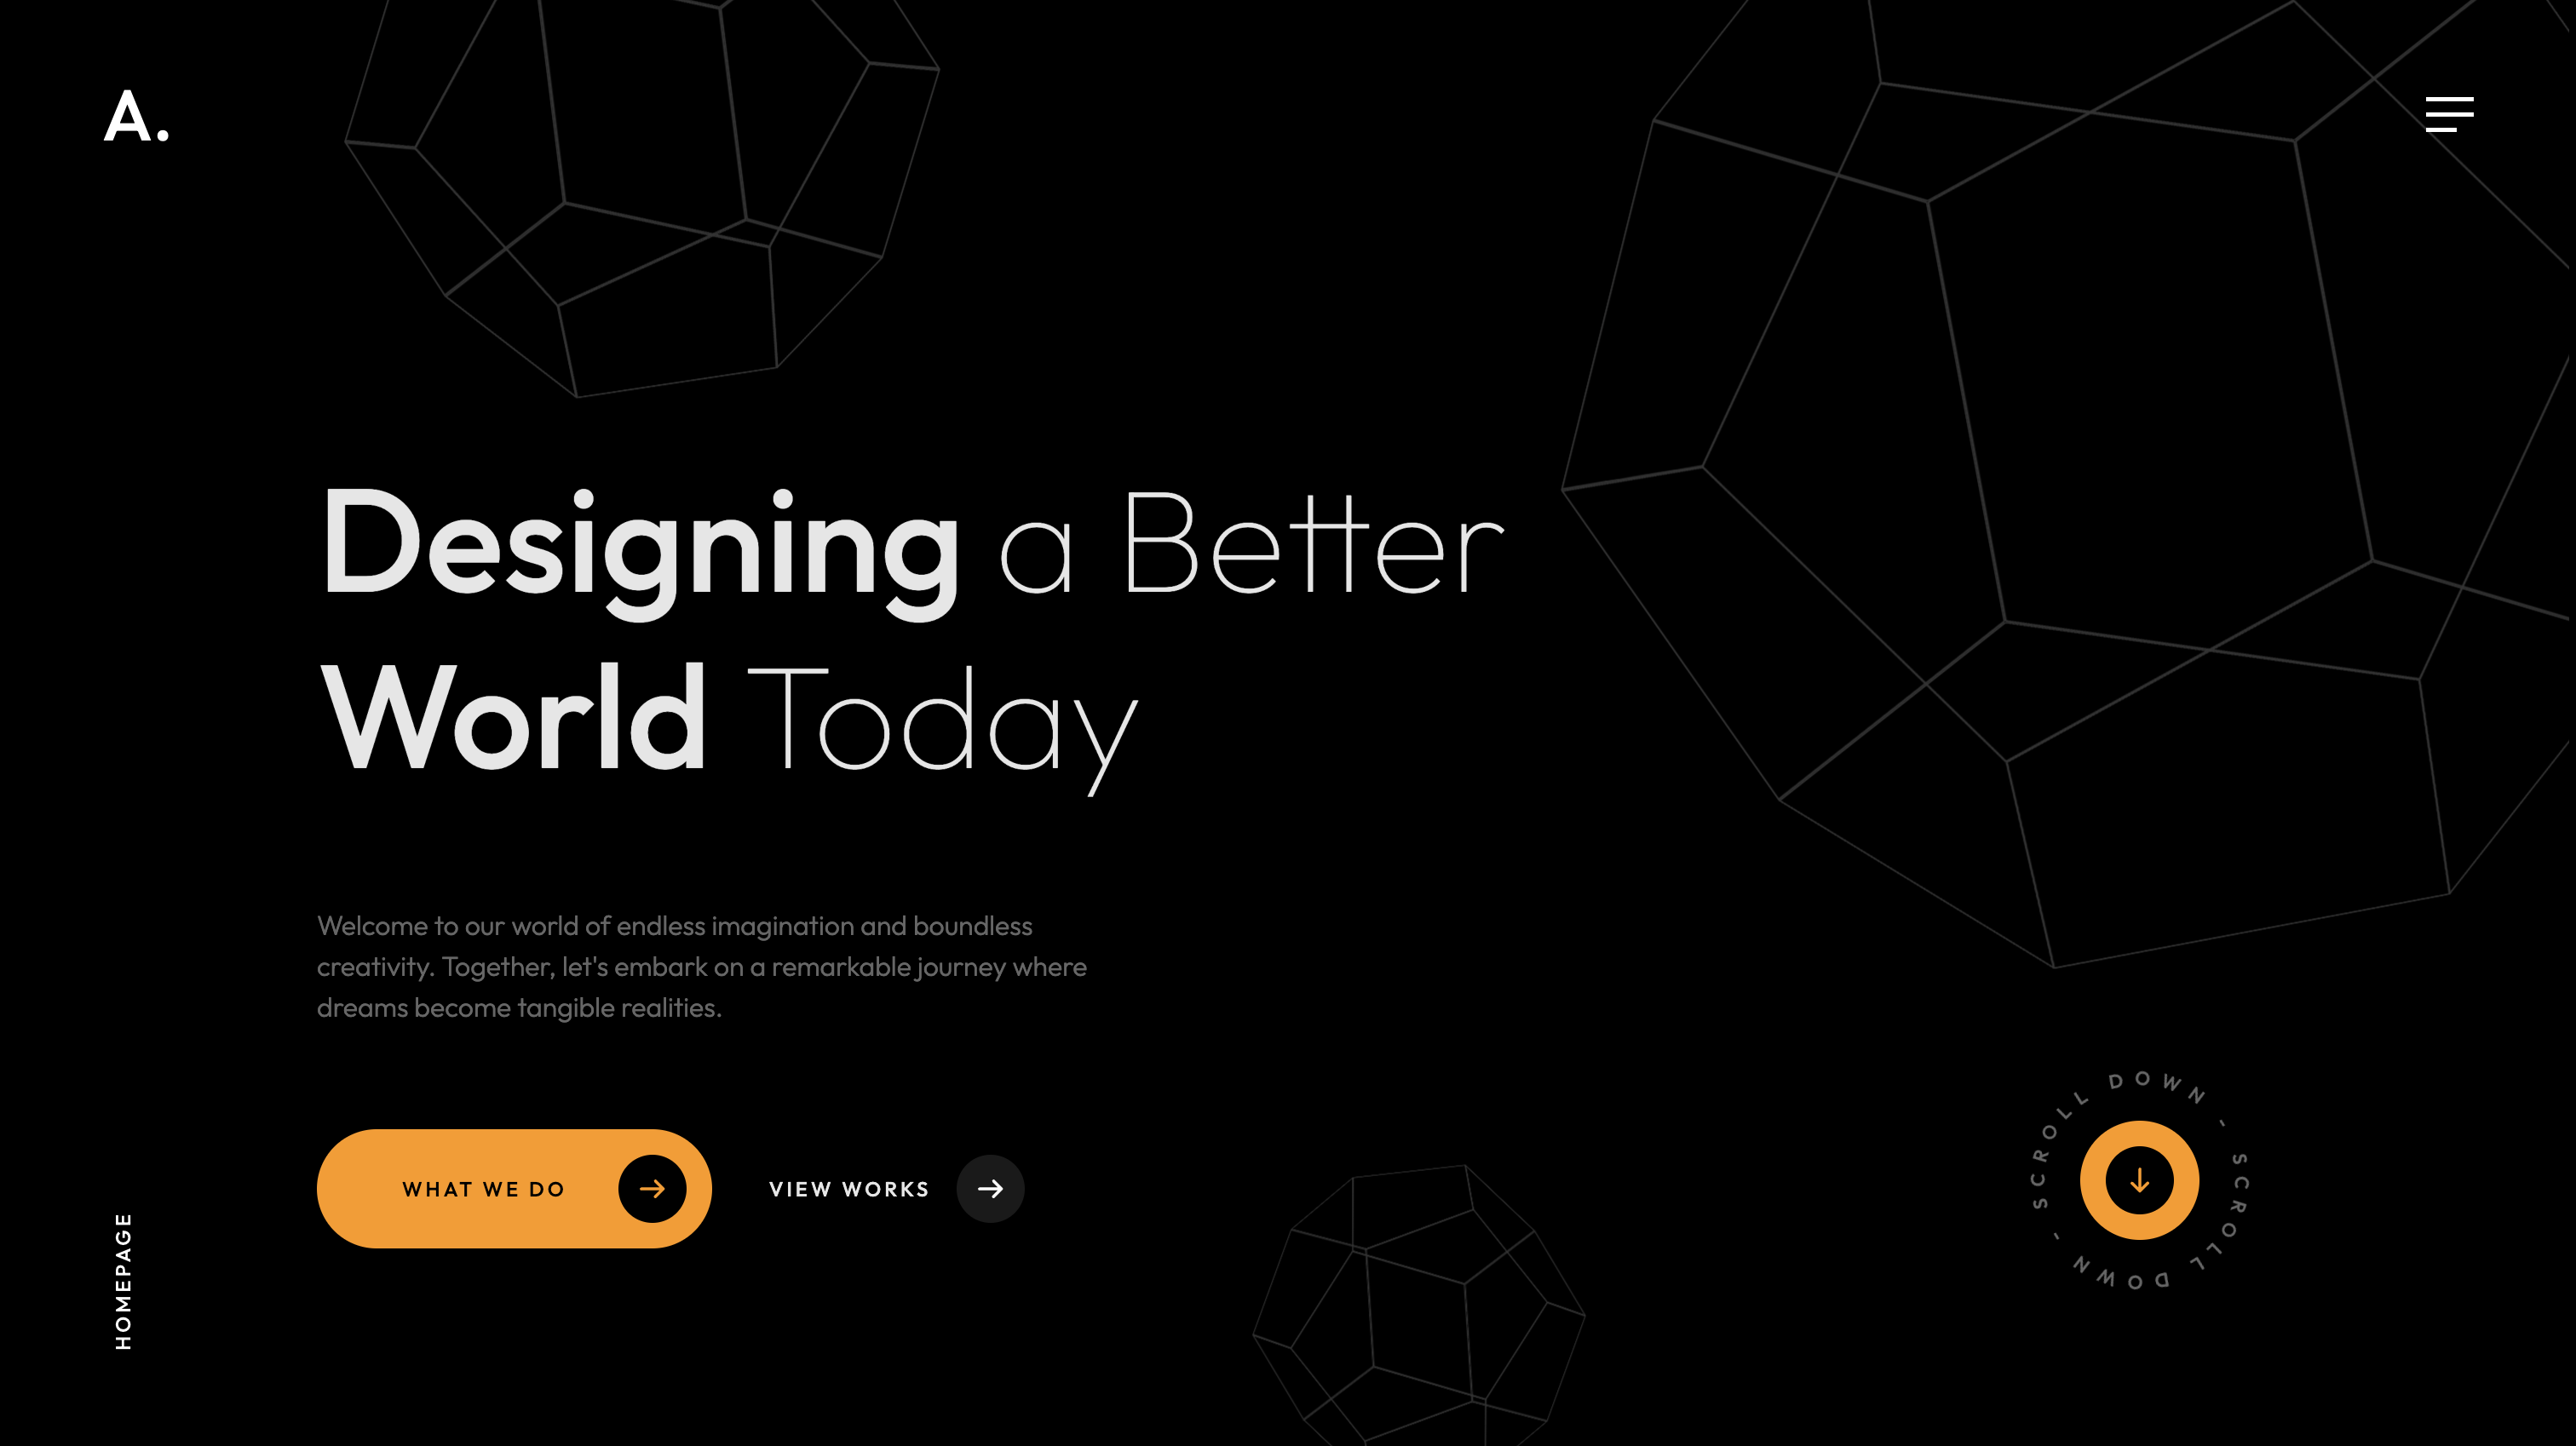 A.
Designing a Better
World Today
Welcome to our world of endless imagination and boundless
creativity. Together, let's embark on a remarkable journey where
dreams become tangible realities.
WHAT WE DO
VIEW WORKS
SCROLL DOWN - SCROLL DOWN -
HOMEPAGE